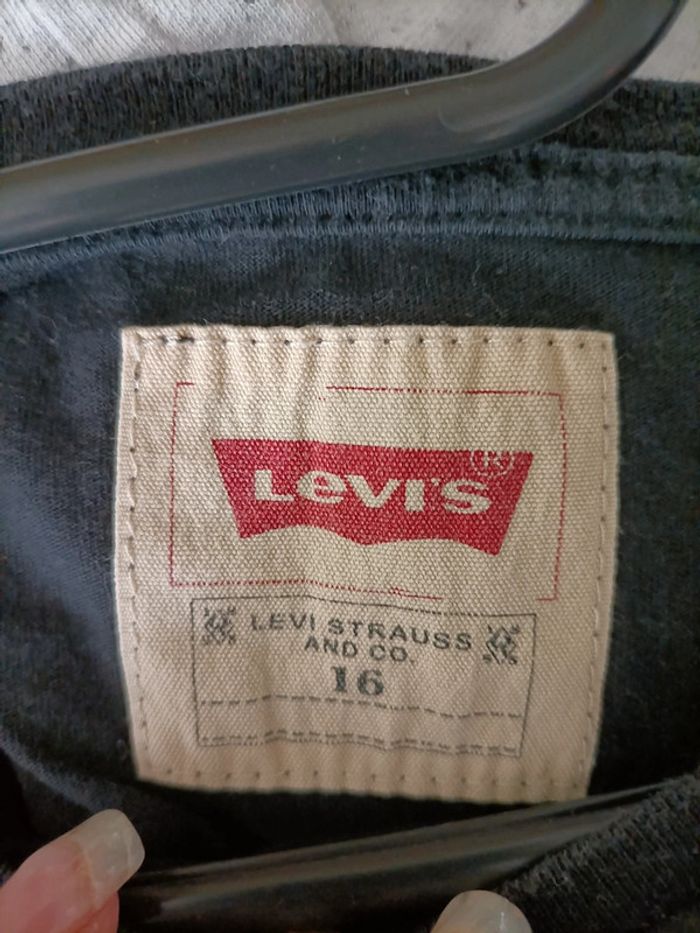 Levi's®
LEVI STRAUSS
AND CO.
16